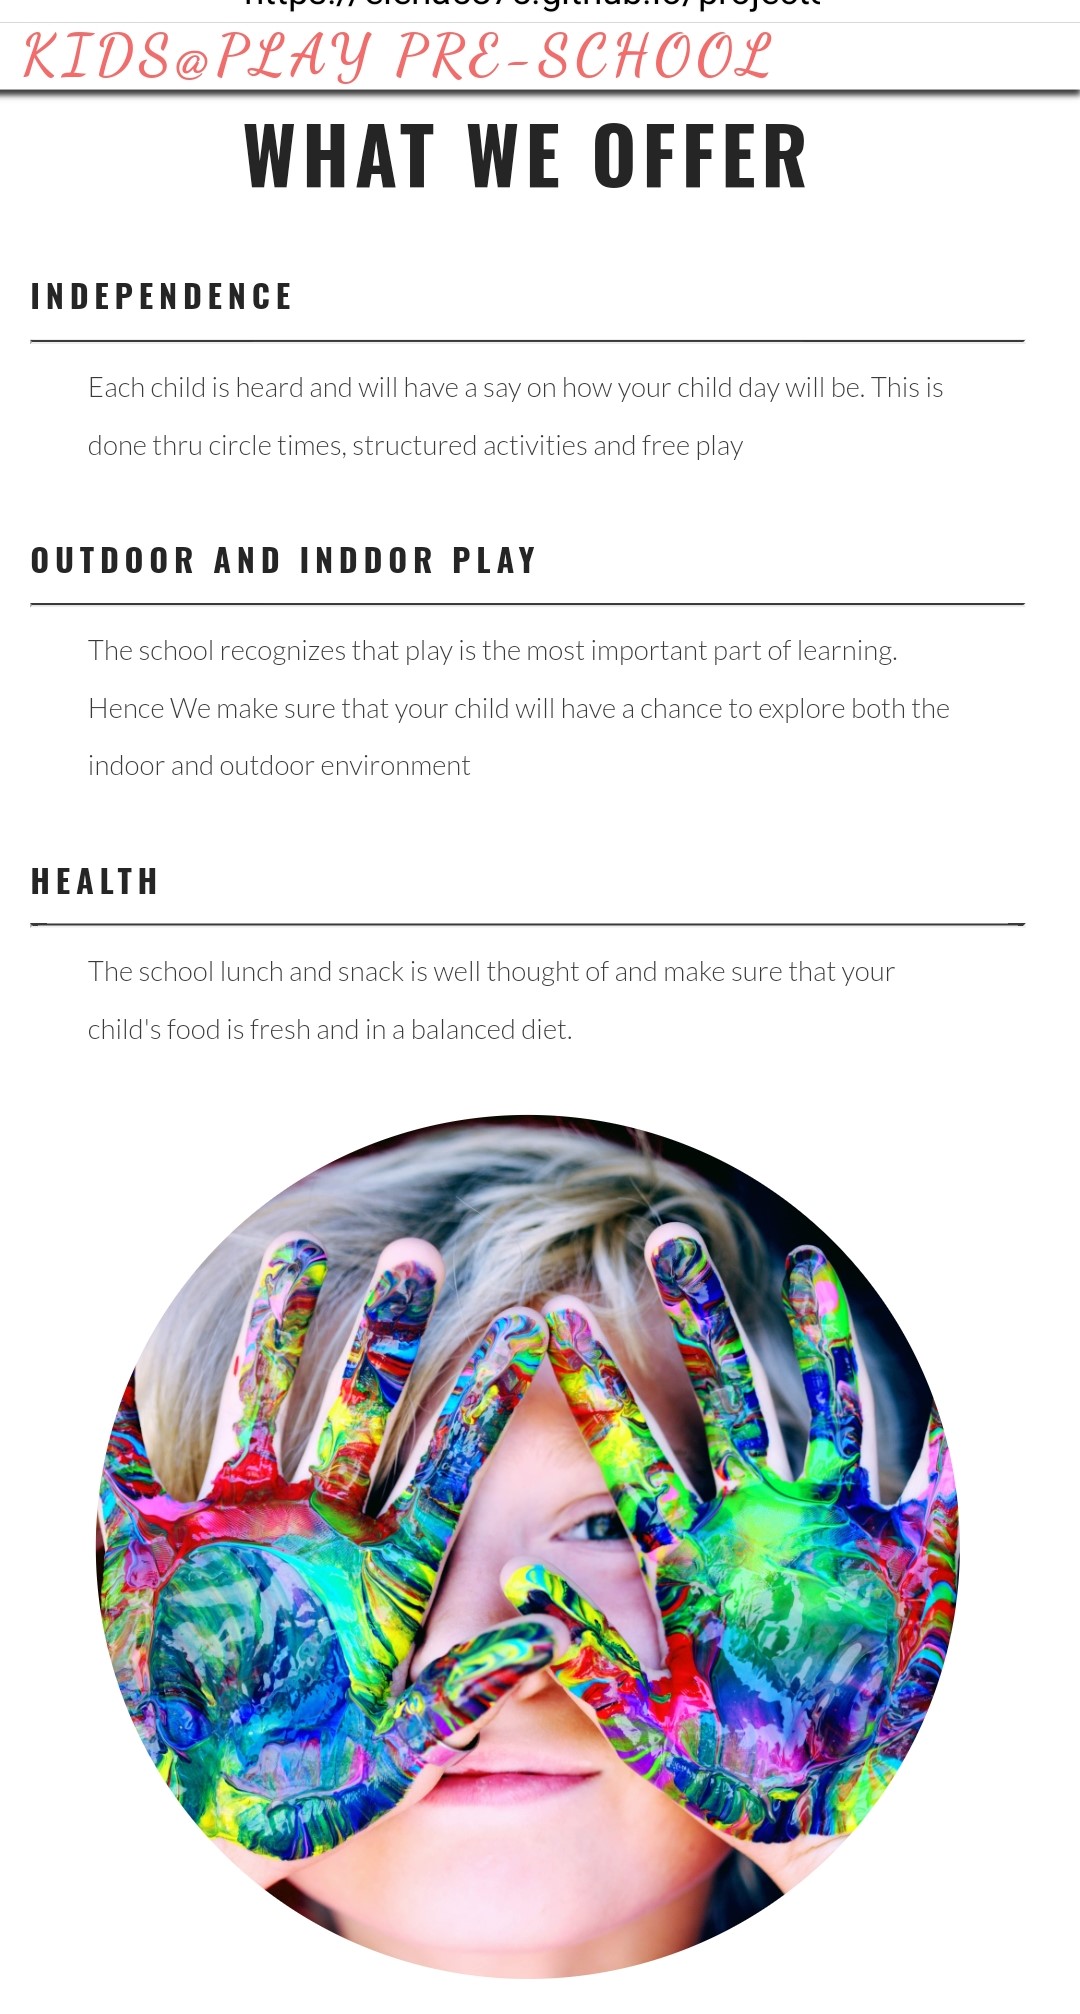 KIDS@PLAY PRE-SCHOOL
WHAT WE OFFER
INDEPENDENCE
Each child is heard and will have a say on how your child day will be. This is
done thru circle times, structured activities and free play
OUTDOOR AND INDDOR PLAY
The school recognizes that play is the most important part of learning.
Hence We make sure that your child will have a chance to explore both the
indoor and outdoor environment
HEALTH
The school lunch and snack is well thought of and make sure that your
child's food is fresh and in a balanced diet.